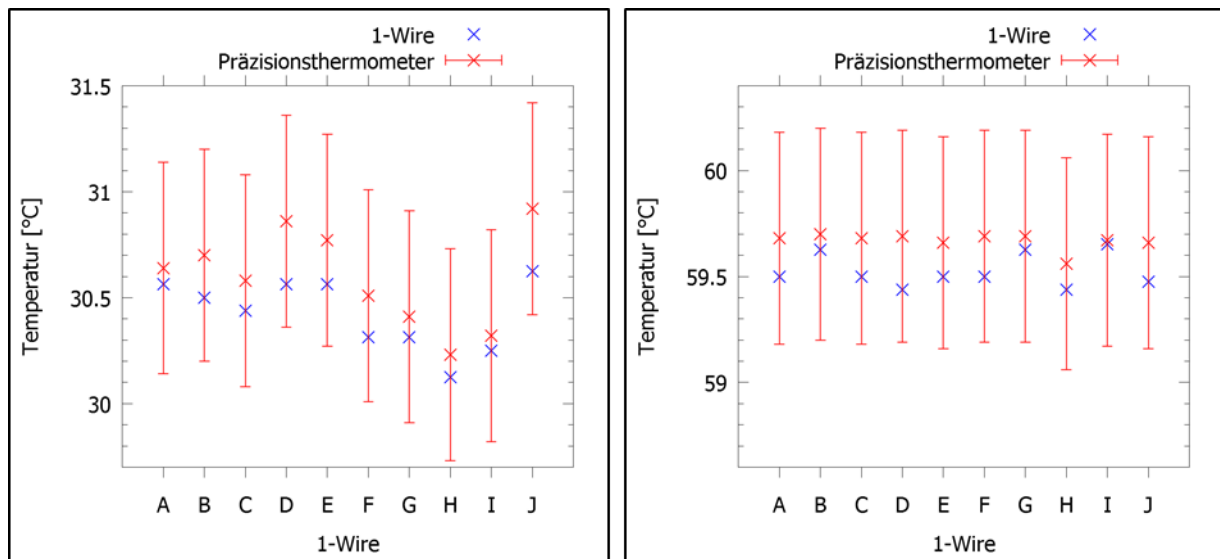 1-Wire
Präzisionsthermometer
31.5
31
30.5
30
Temperatur [°C]
A B C D E F G H I J
1-Wire
1-Wire
Präzisionsthermometer
60
59.5
59
Temperatur [°C]
A B C D E F G H I J
1-Wire